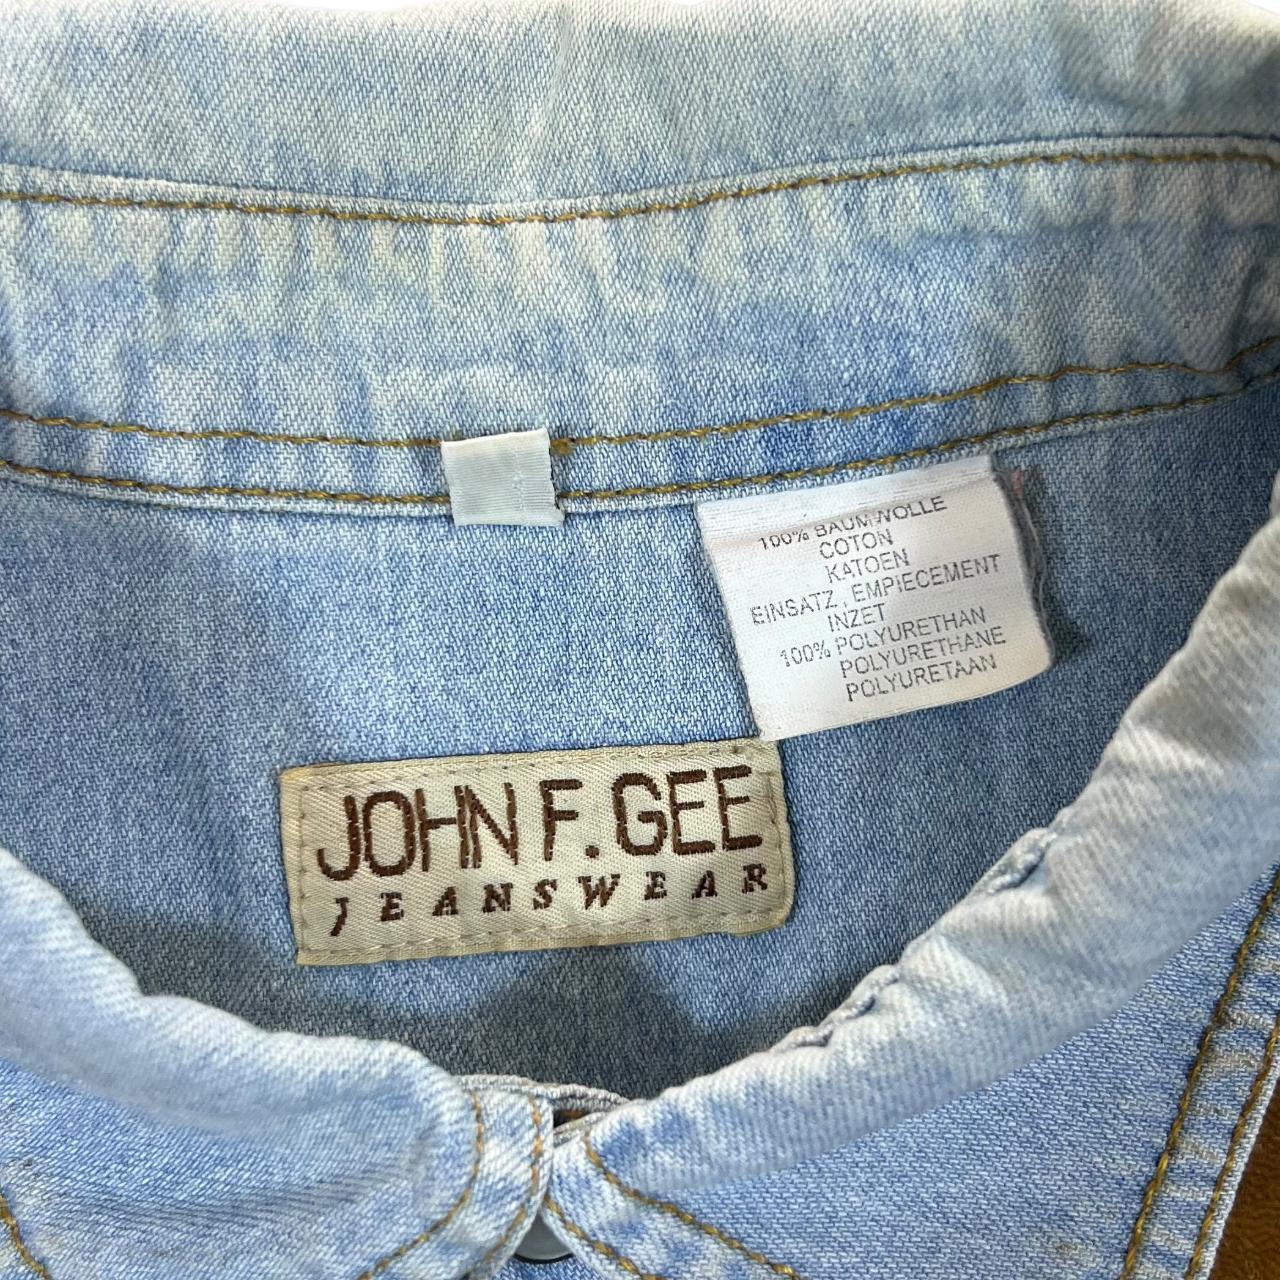 100% BAUMWOLLE
COTON
KATOEN
EINSATZ, EMPIECEMENT
INZET
100% POLYURETHAN
POLYURETHANE
POLYURETAAN
JOHN F. GEE
JEANSWEAR